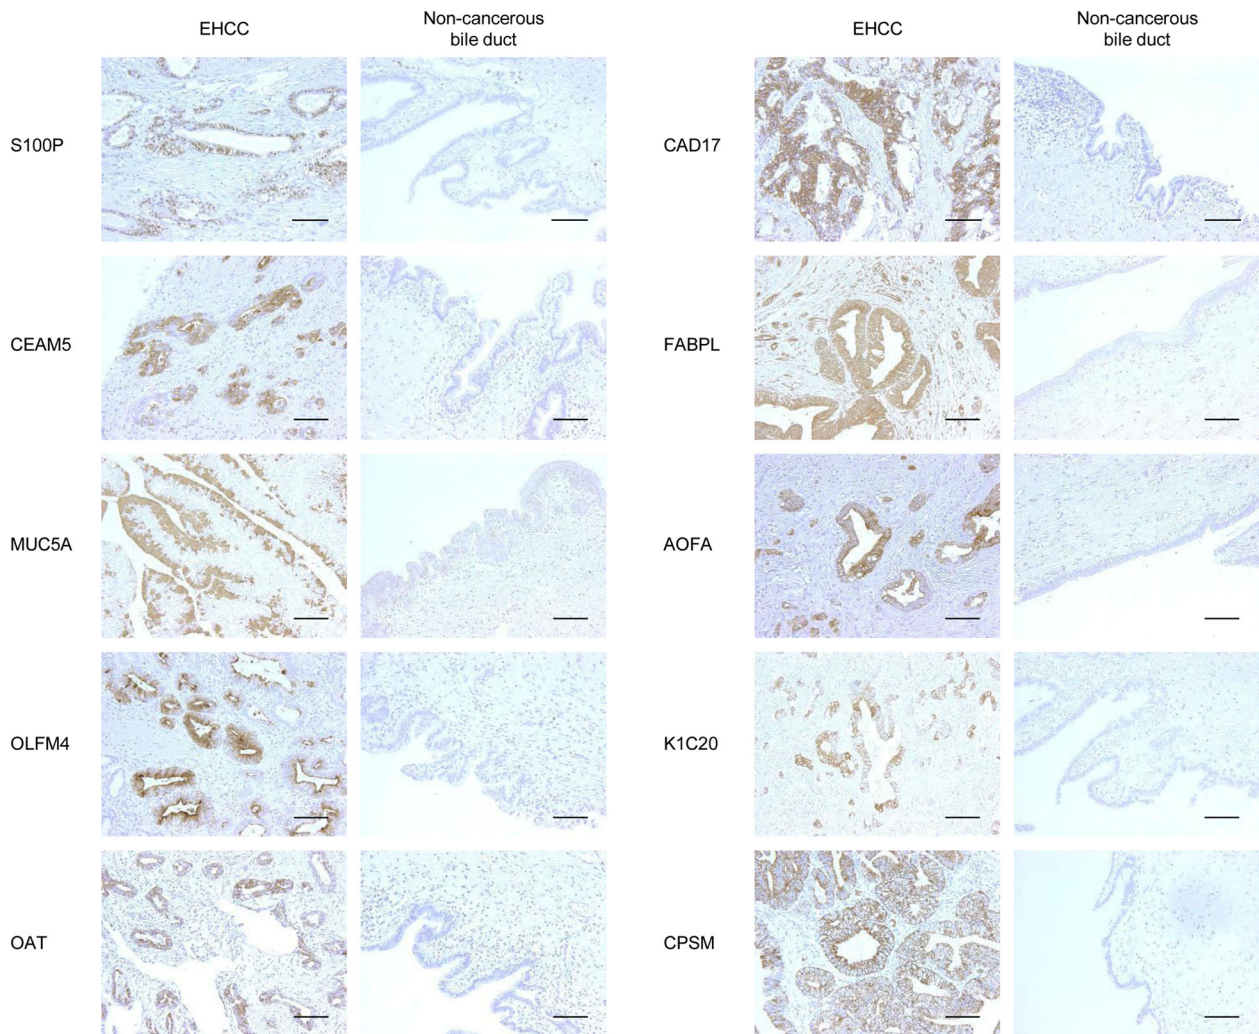 EHCC
Non-cancerous
bile duct
EHCC
Non-cancerous
bile duct
S100P
CAD17
CEAM5
FABPL
MUC5A
AOFA
OLFM4
K1C20
OAT
CPSM